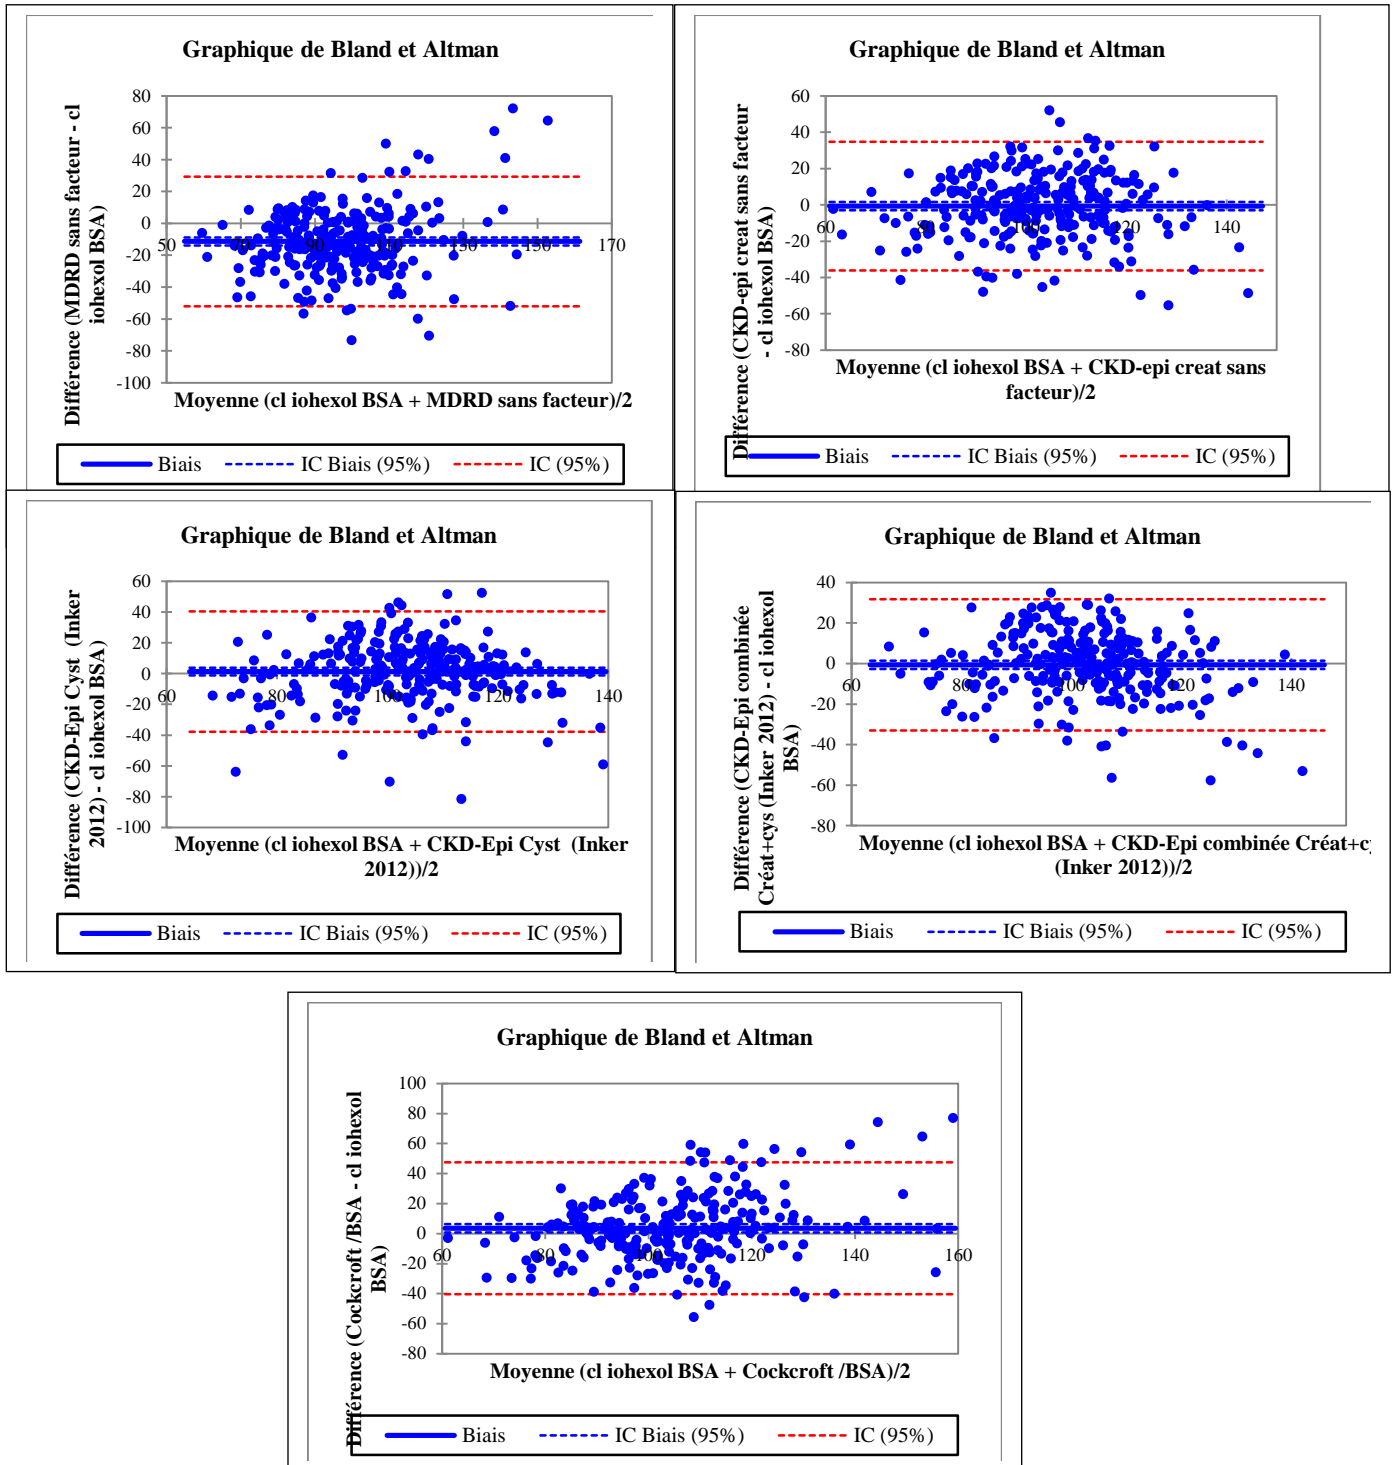 Graphique de Bland et Altman
Différence (MDRD sans facteur - cl
iohexol BSA)
80
60
40
20
0
-20
-40
-60
-80
-100
50
70
90
110
130
150
170
Moyenne (cl iohexol BSA + MDRD sans facteur)/2
Biais
IC Biais (95%)
IC (95%)
Graphique de Bland et Altman
Différence (CKD-epi creat sans facteur
- cl iohexol BSA)
60
40
20
0
-20
-40
-60
-80
60
80
100
120
140
Moyenne (cl iohexol BSA + CKD-epi creat sans
facteur)/2
Biais
IC Biais (95%)
IC (95%)
Graphique de Bland et Altman
Différence (CKD-Epi Cyst (Inker
2012) - cl iohexol BSA)
60
40
20
0
-20
-40
-60
-80
-100
60
80
100
120
140
Moyenne (cl iohexol BSA + CKD-Epi Cyst (Inker
2012))/2
Biais
IC Biais (95%)
IC (95%)
Graphique de Bland et Altman
Différence (CKD-Epi combinée
Créat+cys (Inker 2012) - cl iohexol
BSA)
40
20
0
-20
-40
-60
-80
60
80
100
120
140
Moyenne (cl iohexol BSA + CKD-Epi combinée Créat+cy
(Inker 2012))/2
Biais
IC Biais (95%)
IC (95%)
Graphique de Bland et Altman
Différence (Cockcroft /BSA - cl iohexol
BSA)
100
80
60
40
20
0
-20
-40
-60
-80
60
80
100
120
140
160
Moyenne (cl iohexol BSA + Cockcroft /BSA)/2
Biais
IC Biais (95%)
IC (95%)